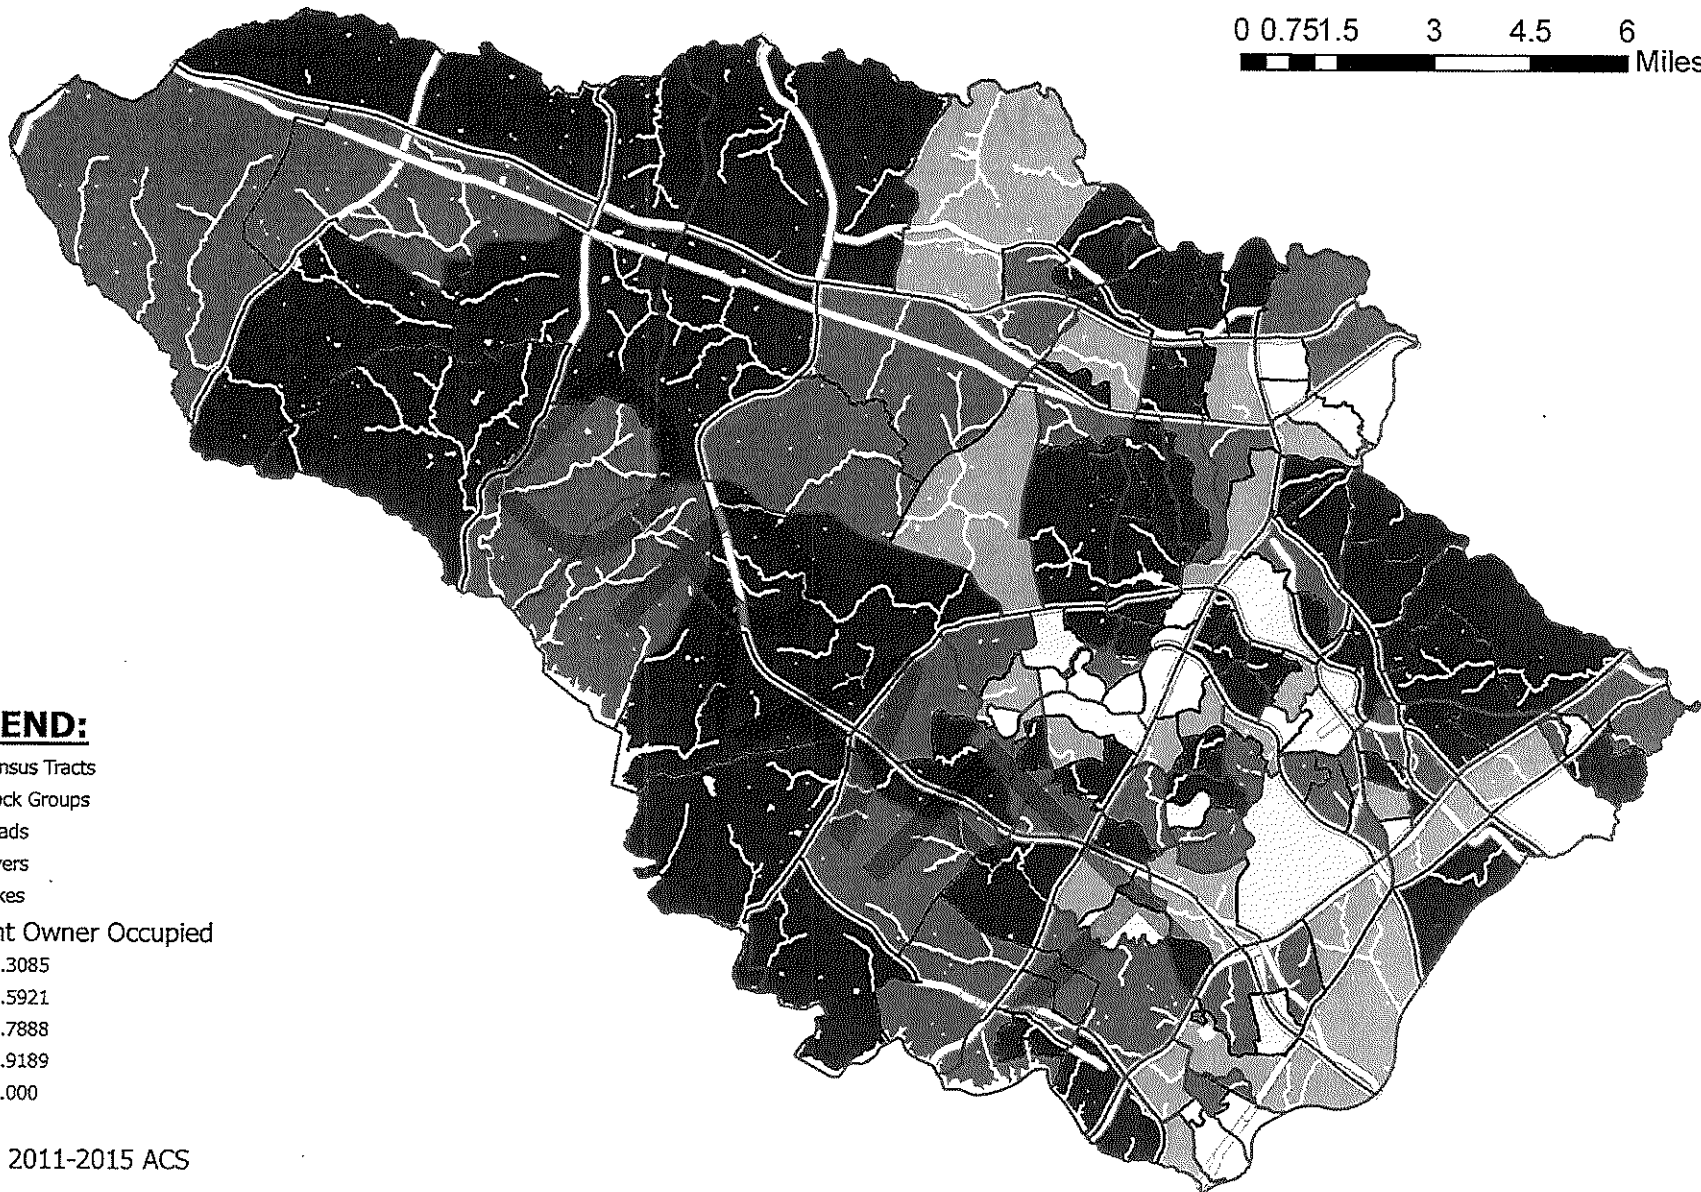 0 0.751.5 3 4.5 6
Miles
END:
nsus Tracts
ock Groups
ads
vers
kes
nt Owner Occupied
.3085
.5921
.7888
.9189
.000
2011-2015 ACS